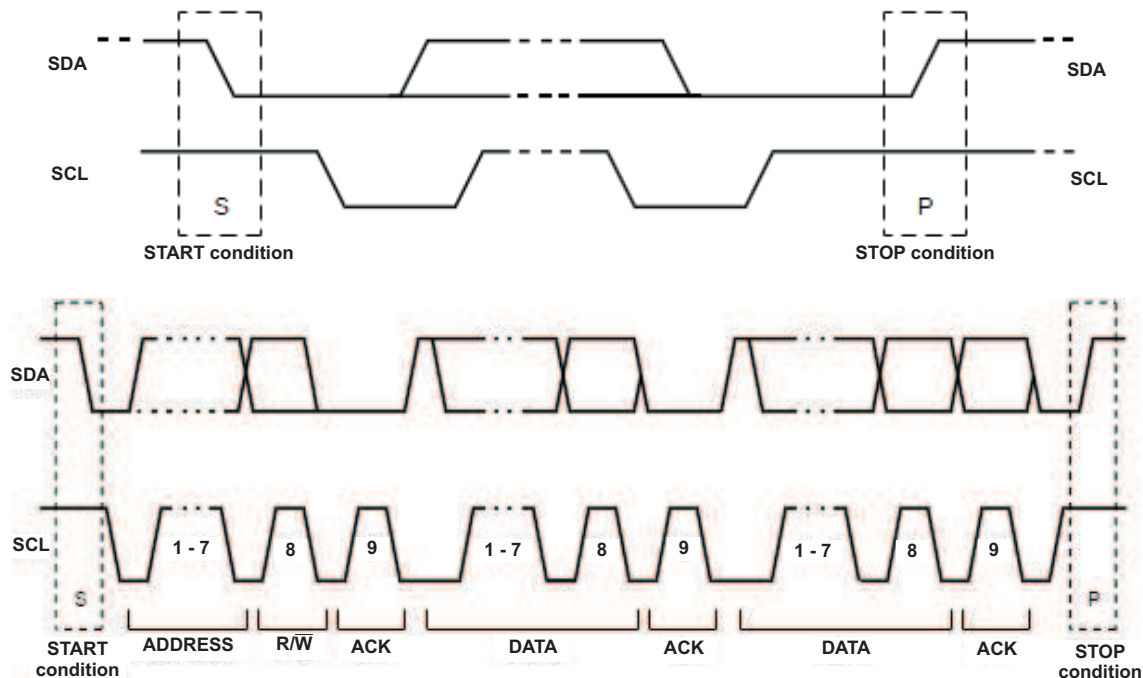 SDA
SDA
SCL
SCL
S
P
START condition
STOP condition
SDA
SCL
1 - 7
8
9
1 - 7
8
9
1 - 7
8
9
S
P
ADDRESS
R/W̅
ACK
DATA
ACK
DATA
ACK
START
condition
STOP
condition